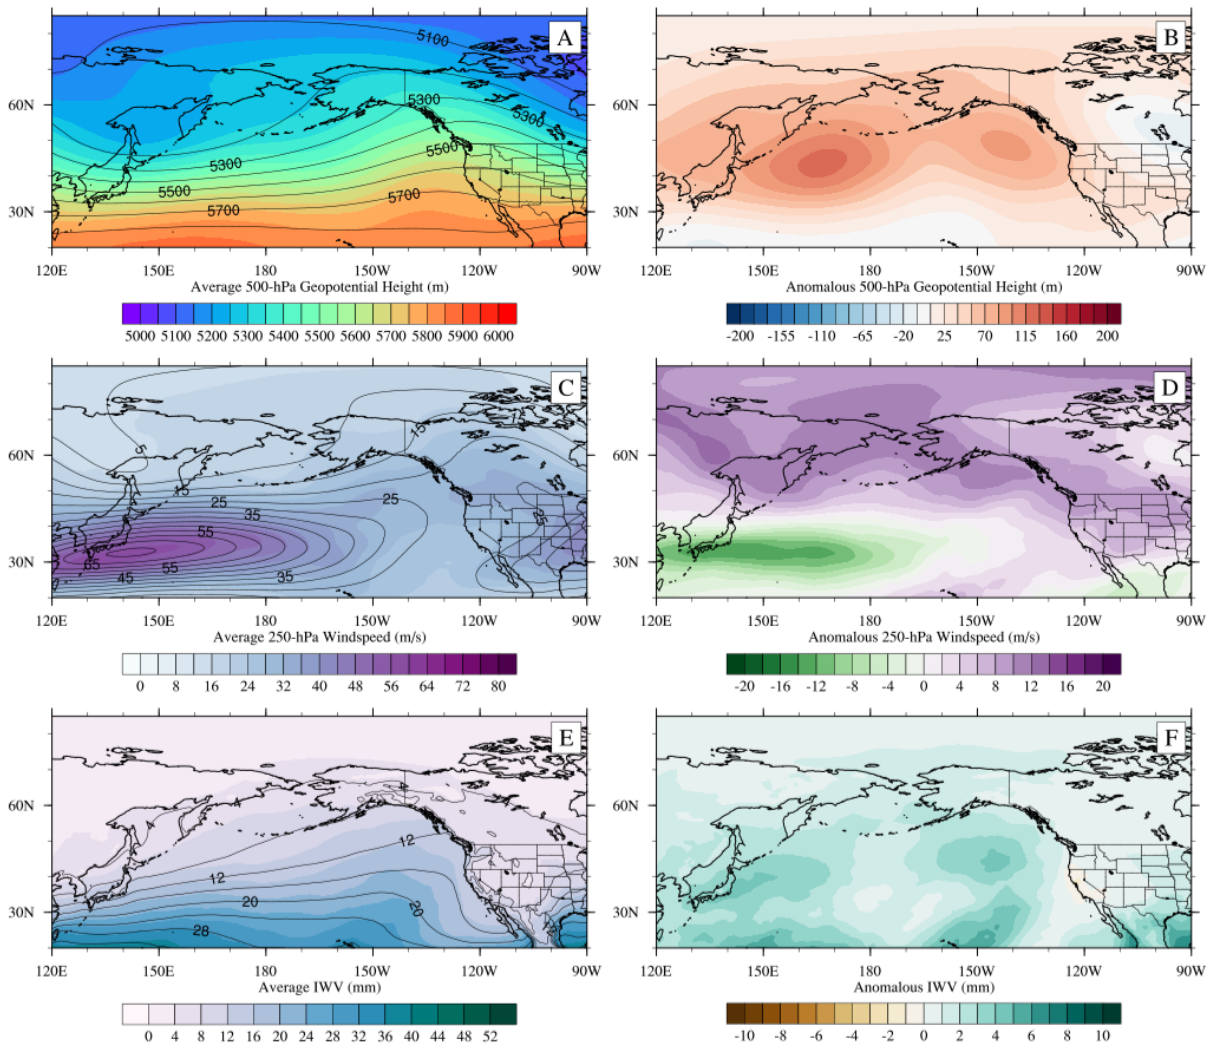 A
B
5100
5300
5300
5300
5500
5500
5700
5700
60N
30N
120E 150E 180 150W 120W 90W
120E 150E 180 150W 120W 90W
Average 500-hPa Geopotential Height (m)
Anomalous 500-hPa Geopotential Height (m)
5000 5100 5200 5300 5400 5500 5600 5700 5800 5900 6000
-200 -155 -110 -65 -20 25 70 115 160 200
C
D
15
5
15
25
25
25
35
55
65
55
45
35
60N
30N
120E 150E 180 150W 120W 90W
120E 150E 180 150W 120W 90W
Average 250-hPa Windspeed (m/s)
Anomalous 250-hPa Windspeed (m/s)
0 8 16 24 32 40 48 56 64 72 80
-20 -16 -12 -8 -4 0 4 8 12 16 20
E
F
4
4
4
12
12
20
20
28
60N
30N
120E 150E 180 150W 120W 90W
120E 150E 180 150W 120W 90W
Average IWV (mm)
Anomalous IWV (mm)
0 4 8 12 16 20 24 28 32 36 40 44 48 52
-10 -8 -6 -4 -2 0 2 4 6 8 10